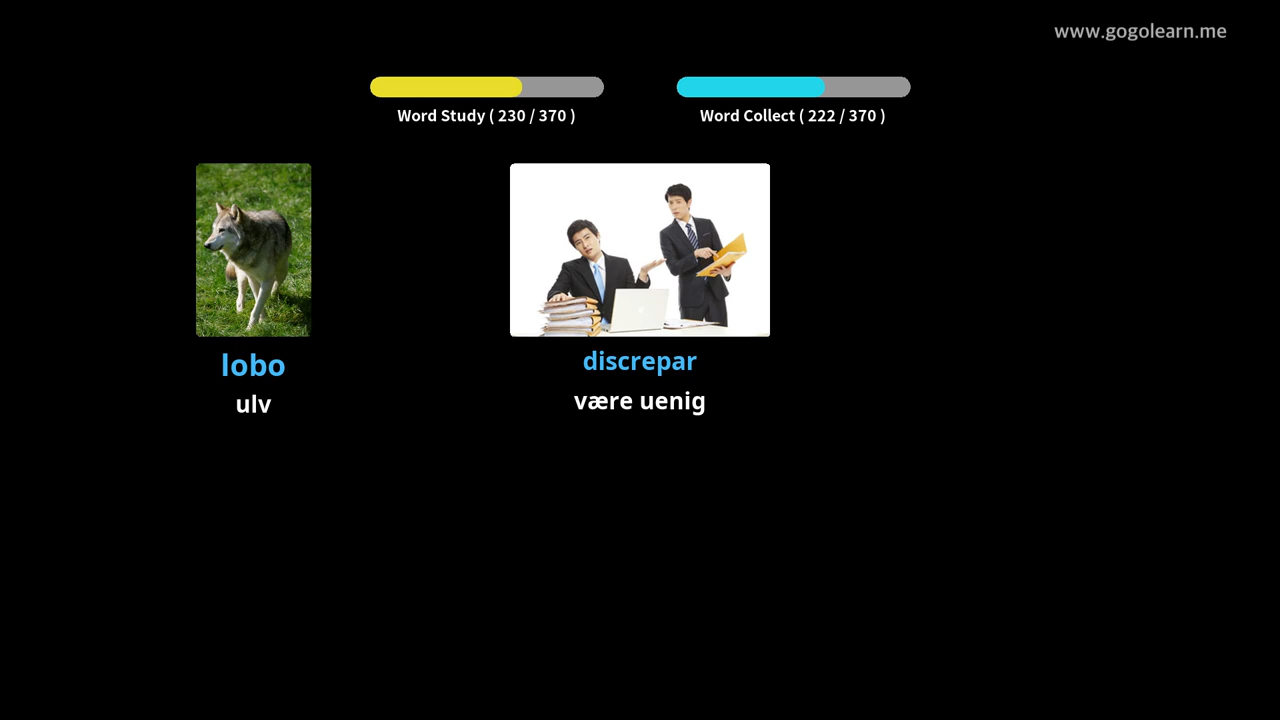 www.gogolearn.me
Word Study ( 230 / 370 )
Word Collect ( 222 / 370 )
lobo
ulv
discrepar
være uenig